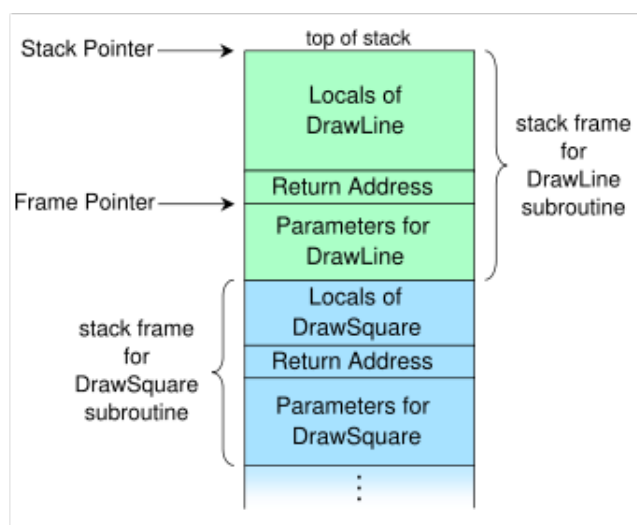 Stack Pointer
top of stack
Locals of
DrawLine
stack frame
for
DrawLine
subroutine
Return Address
Frame Pointer
Parameters for
DrawLine
Locals of
DrawSquare
stack frame
for
DrawSquare
subroutine
Return Address
Parameters for
DrawSquare